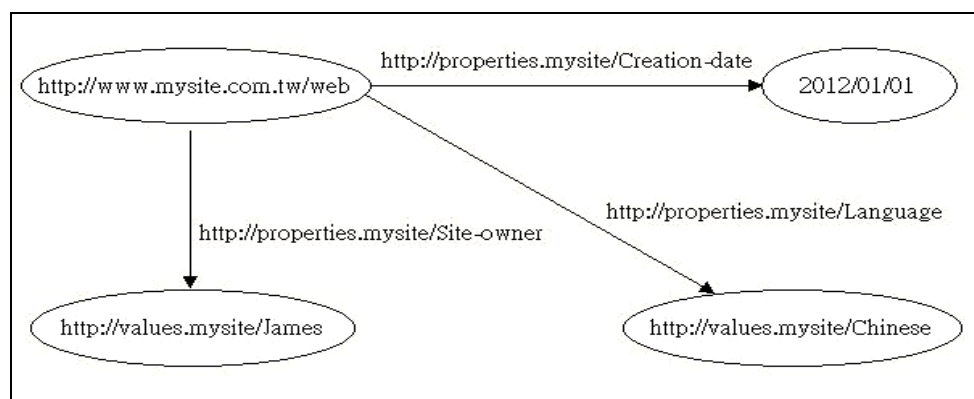 http://properties.mysite/Creation-date
http://www.mysite.com.tw/web
2012/01/01
http://properties.mysite/Language
http://properties.mysite/Site-owner
http://values.mysite/James
http://values.mysite/Chinese